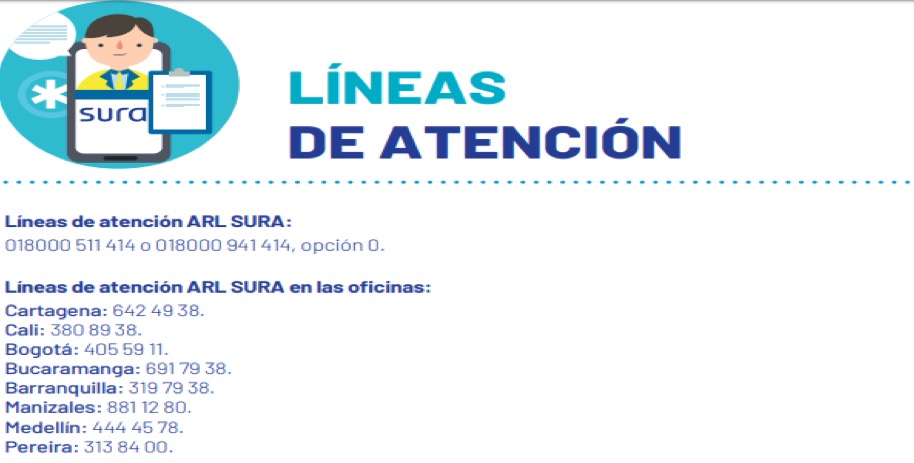 sura
LÍNEAS
DE ATENCIÓN
Líneas de atención ARL SURA:
018000 511 414 o 018000 941 414, opción 0.
Líneas de atención ARL SURA en las oficinas:
Cartagena: 642 49 38.
Cali: 380 89 38.
Bogotá: 405 59 11.
Bucaramanga: 691 79 38.
Barranquilla: 319 79 38.
Manizales: 881 12 80.
Medellín: 444 45 78.
Pereira: 313 84 00.